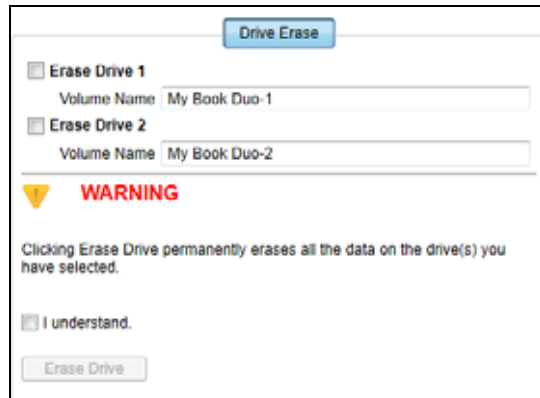 Drive Erase
Erase Drive 1
Volume Name My Book Duo-1
Erase Drive 2
Volume Name My Book Duo-2
WARNING
Clicking Erase Drive permanently erases all the data on the drive(s) you
have selected.
I understand.
Erase Drive